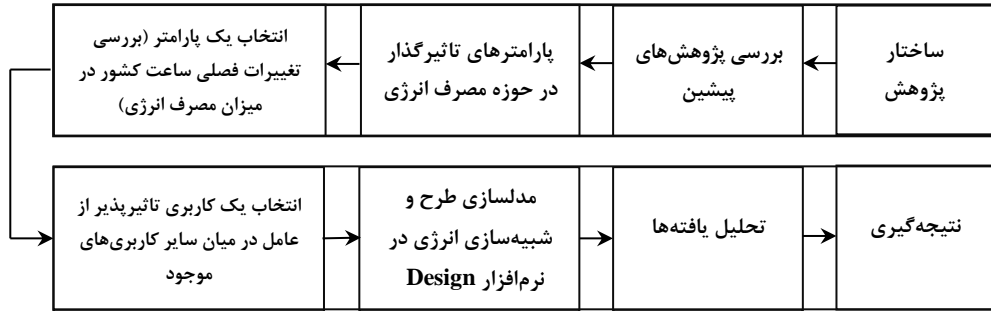 ساختار
پژوهش
بررسی پژوهش‌های
پیشین
پارامترهای تاثیرگذار
در حوزه مصرف انرژی
انتخاب یک پارامتر (بررسی
تغییرات فصلی ساعت کشور در
میزان مصرف انرژی)
انتخاب یک کاربری تاثیرپذیر از
عامل در میان سایر کاربری‌های
موجود
مدلسازی طرح و
شبیه‌سازی انرژی در
نرم‌افزار Design
تحلیل یافته‌ها
نتیجه‌گیری